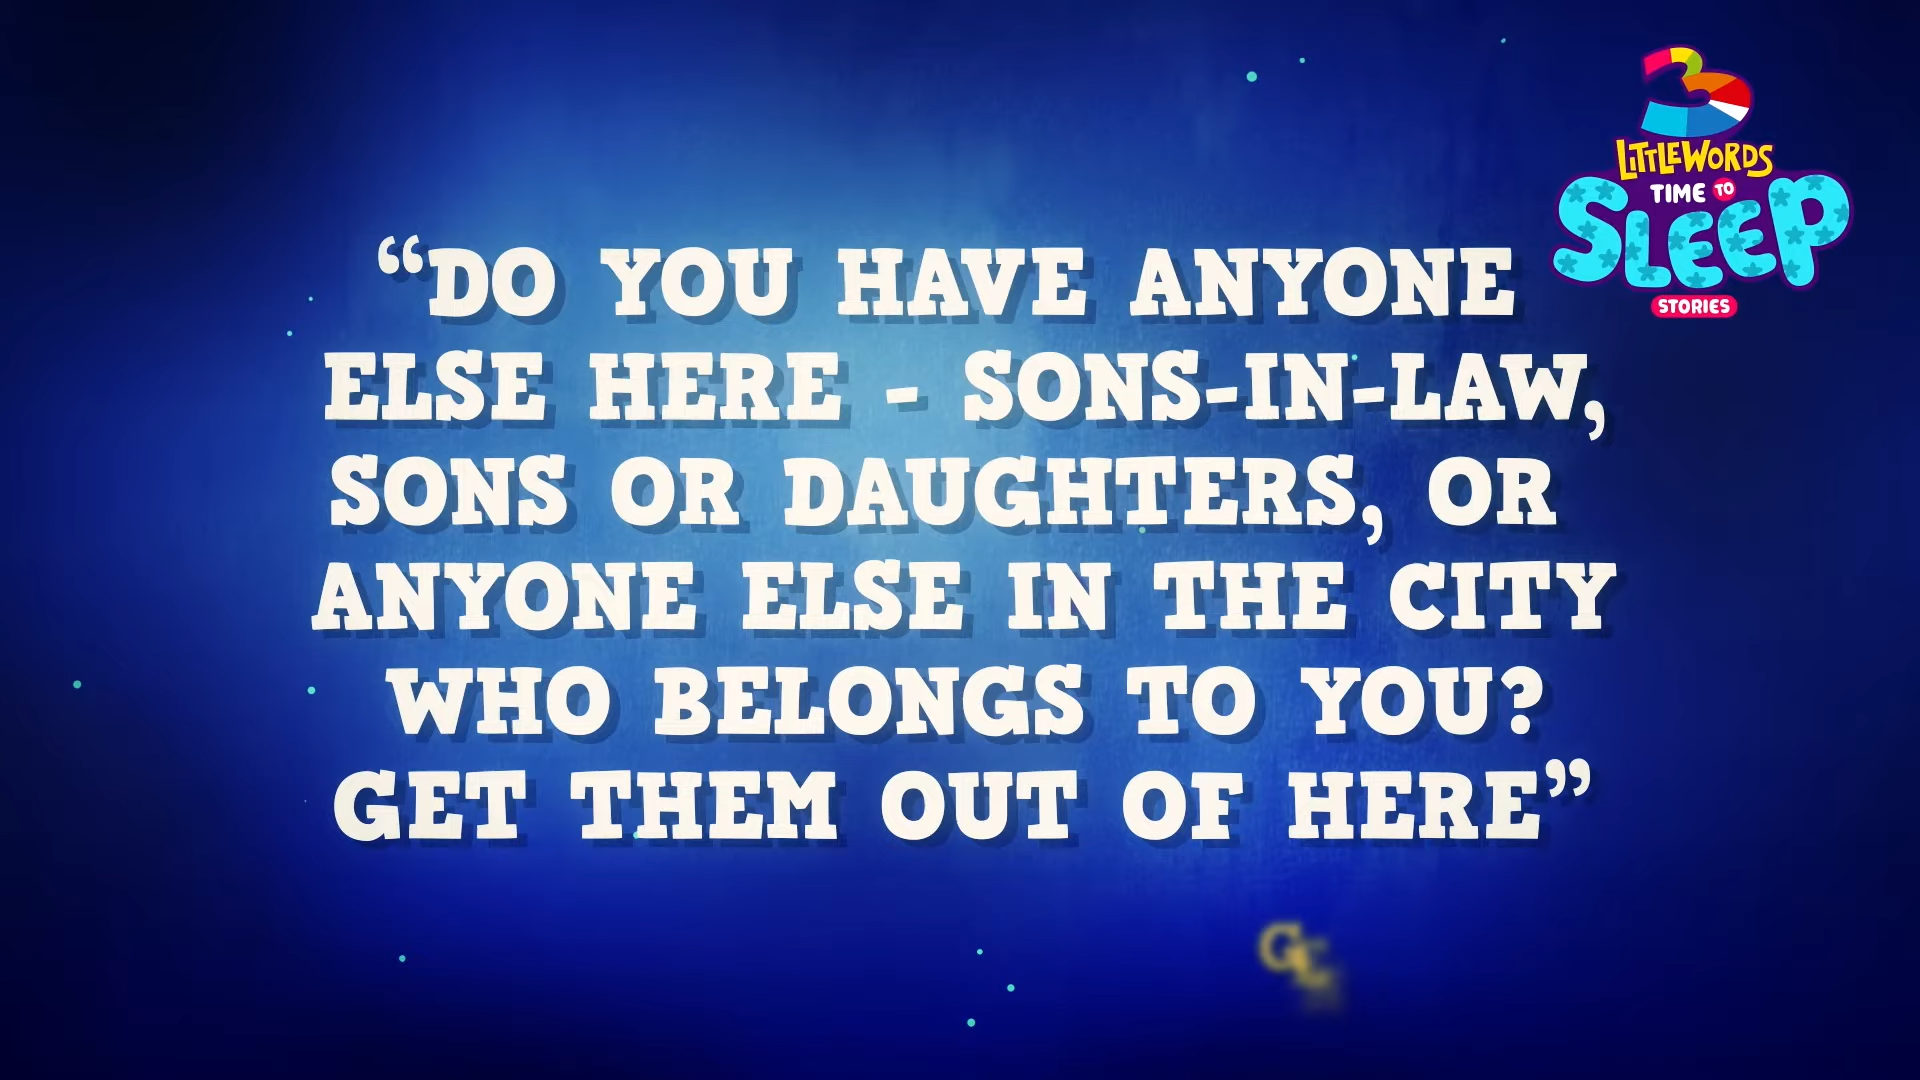 3
LITTLE WORDS
TIME TO
SLEEP
STORIES
“DO YOU HAVE ANYONE
ELSE HERE - SONS-IN-LAW,
SONS OR DAUGHTERS, OR
ANYONE ELSE IN THE CITY
WHO BELONGS TO YOU?
GET THEM OUT OF HERE”